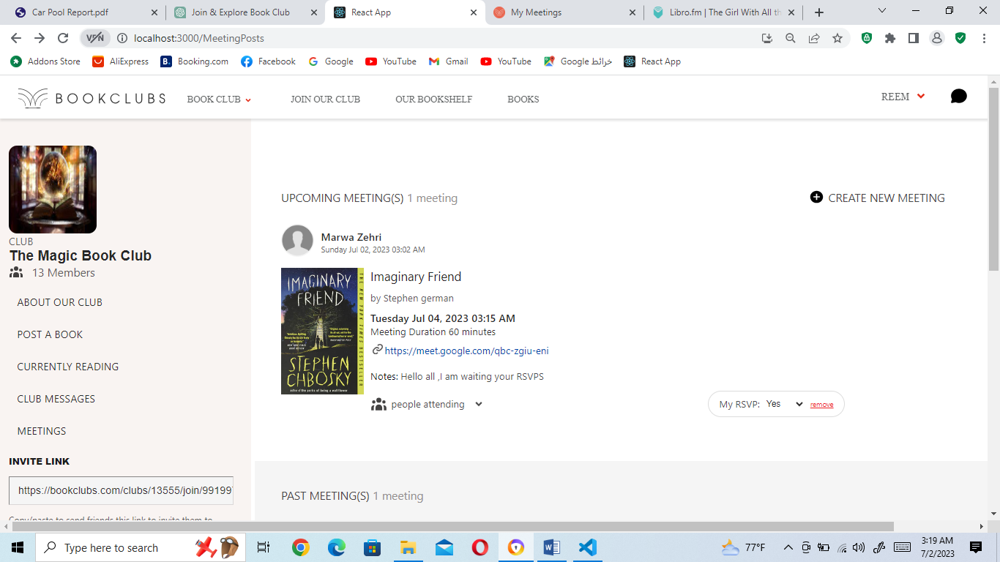 Car Pool Report.pdf
Join & Explore Book Club
React App
My Meetings
Libro.fm | The Girl With All th
VPN
localhost:3000/MeetingPosts
Addons Store
AliExpress
B.
Booking.com
Facebook
Google
YouTube
Gmail
YouTube
Google خرائط
React App
BOOKCLUBS
BOOK CLUB
JOIN OUR CLUB
OUR BOOKSHELF
BOOKS
REEM
CLUB
The Magic Book Club
13 Members
ABOUT OUR CLUB
POST A BOOK
CURRENTLY READING
CLUB MESSAGES
MEETINGS
INVITE LINK
https://bookclubs.com/clubs/13555/join/99199
Copy/paste to send friends this link to invite them to
UPCOMING MEETING(S) 1 meeting
CREATE NEW MEETING
Marwa Zehri
Sunday Jul 02, 2023 03:02 AM
IMAGINARY
FRIEND
STEPHEN
CHBOSKY
THE NEW YORK TIMES BESTSELLER
Imaginary Friend
by Stephen german
Tuesday Jul 04, 2023 03:15 AM
Meeting Duration 60 minutes
https://meet.google.com/qbc-zgiu-eni
Notes: Hello all ,I am waiting your RSVPS
people attending
My RSVP: Yes
remove
PAST MEETING(S) 1 meeting
Type here to search
77°F
3:19 AM
7/2/2023